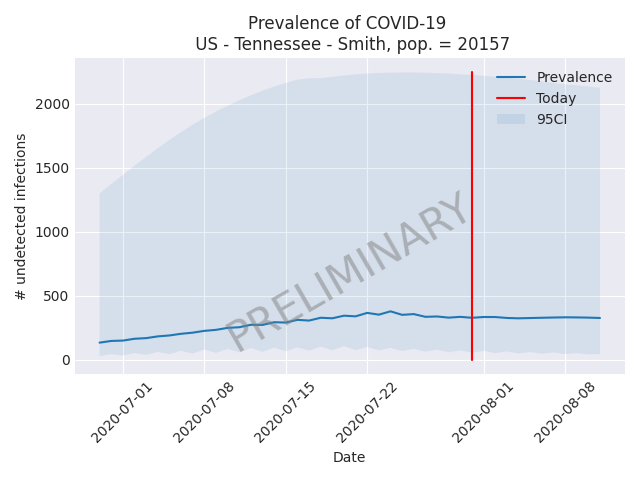 Prevalence of COVID-19
US - Tennessee - Smith, pop. = 20157
Prevalence
Today
95CI
2000
1500
1000
500
0
# undetected infections
PRELIMINARY
2020-07-01
2020-07-08
2020-07-15
2020-07-22
2020-08-01
2020-08-08
Date